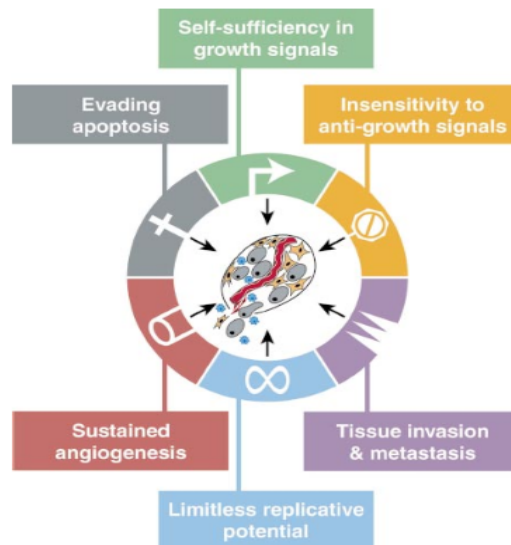 Self-sufficiency in
growth signals
Evading
apoptosis
Insensitivity to
anti-growth signals
Sustained
angiogenesis
Tissue invasion
& metastasis
Limitless replicative
potential